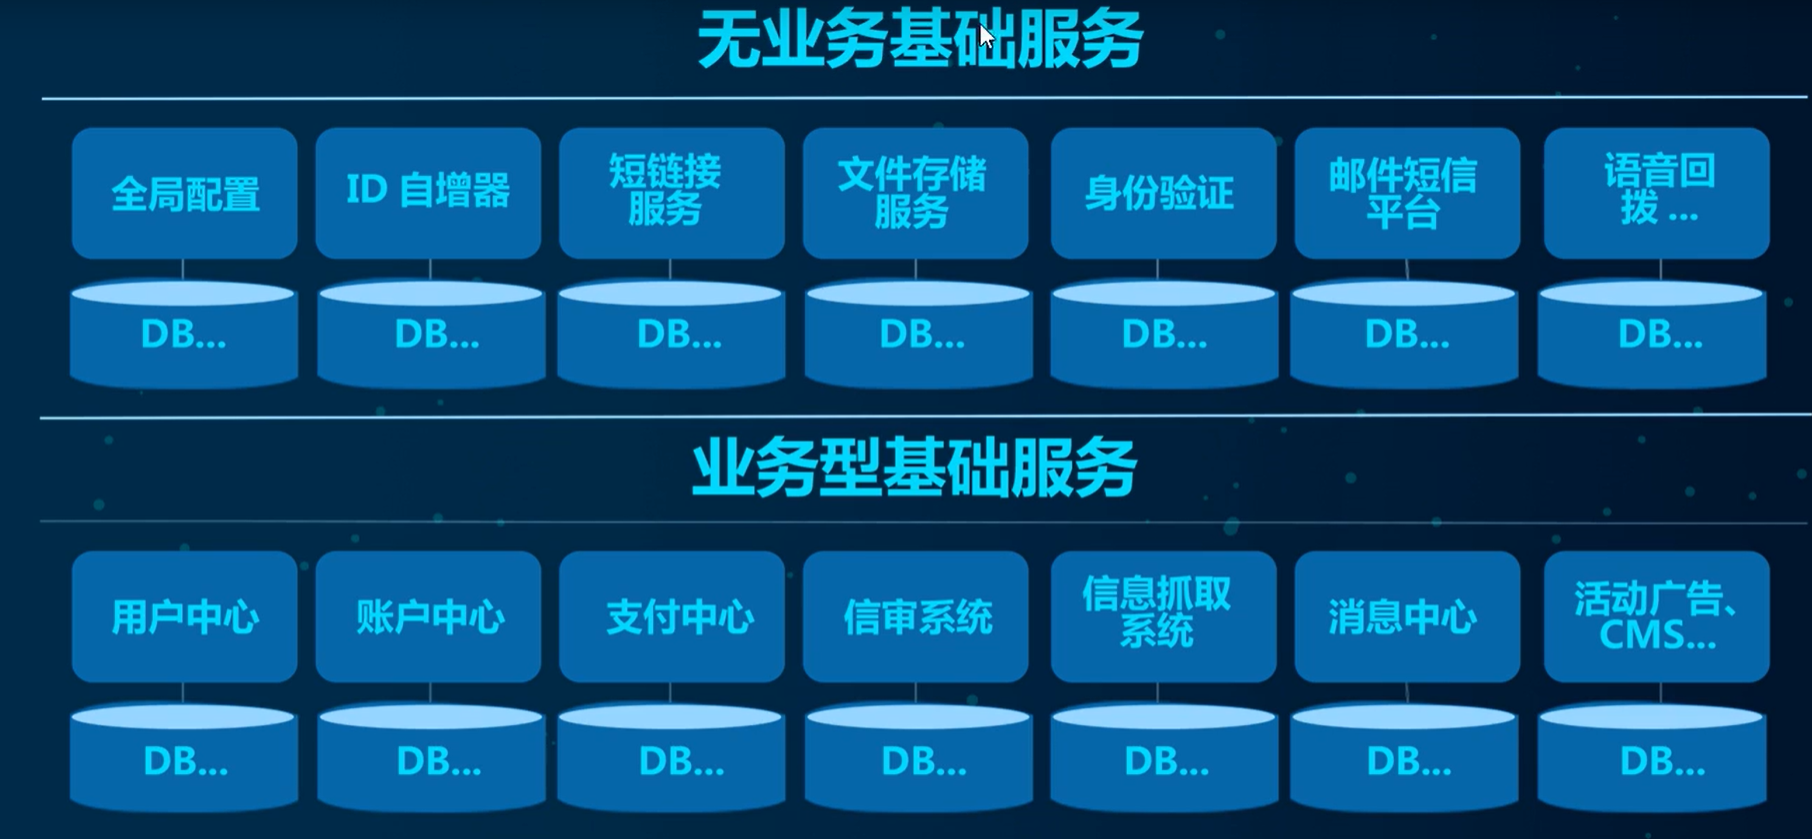 无业务基础服务
全局配置
ID 自增器
短链接
服务
文件存储
服务
身份验证
邮件短信
平台
语音回
拨 ...
DB...
DB...
DB...
DB...
DB...
DB...
DB...
业务型基础服务
用户中心
账户中心
支付中心
信审系统
信息抓取
系统
消息中心
活动广告、
CMS...
DB...
DB...
DB...
DB...
DB...
DB...
DB...